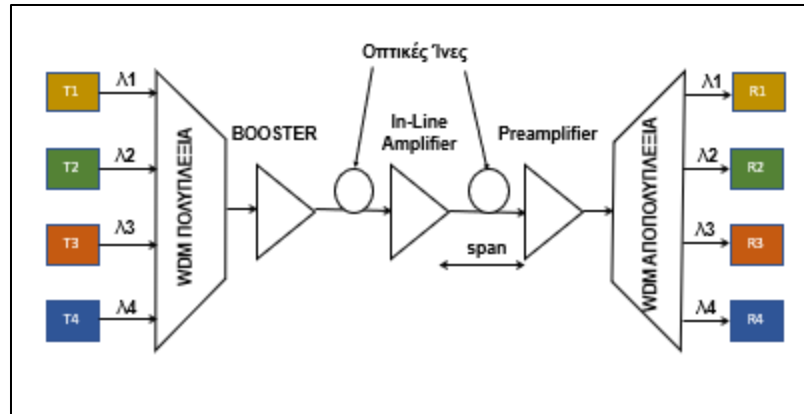 Οπτικές Ίνες
T1
λ1
T2
λ2
T3
λ3
T4
λ4
WDM ΠΟΛΥΠΛΕΞΙΑ
BOOSTER
In-Line
Amplifier
Preamplifier
span
WDM ΑΠΟΠΟΛΥΠΛΕΞΙΑ
λ1
R1
λ2
R2
λ3
R3
λ4
R4